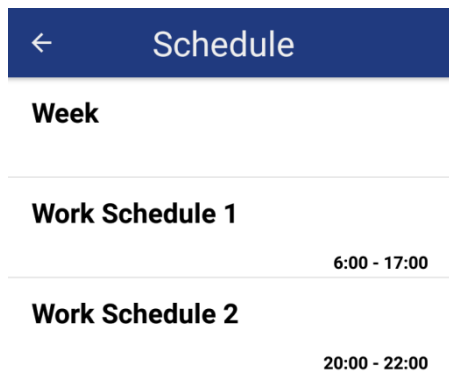 Schedule
Week
Work Schedule 1
6:00 - 17:00
Work Schedule 2
20:00 - 22:00